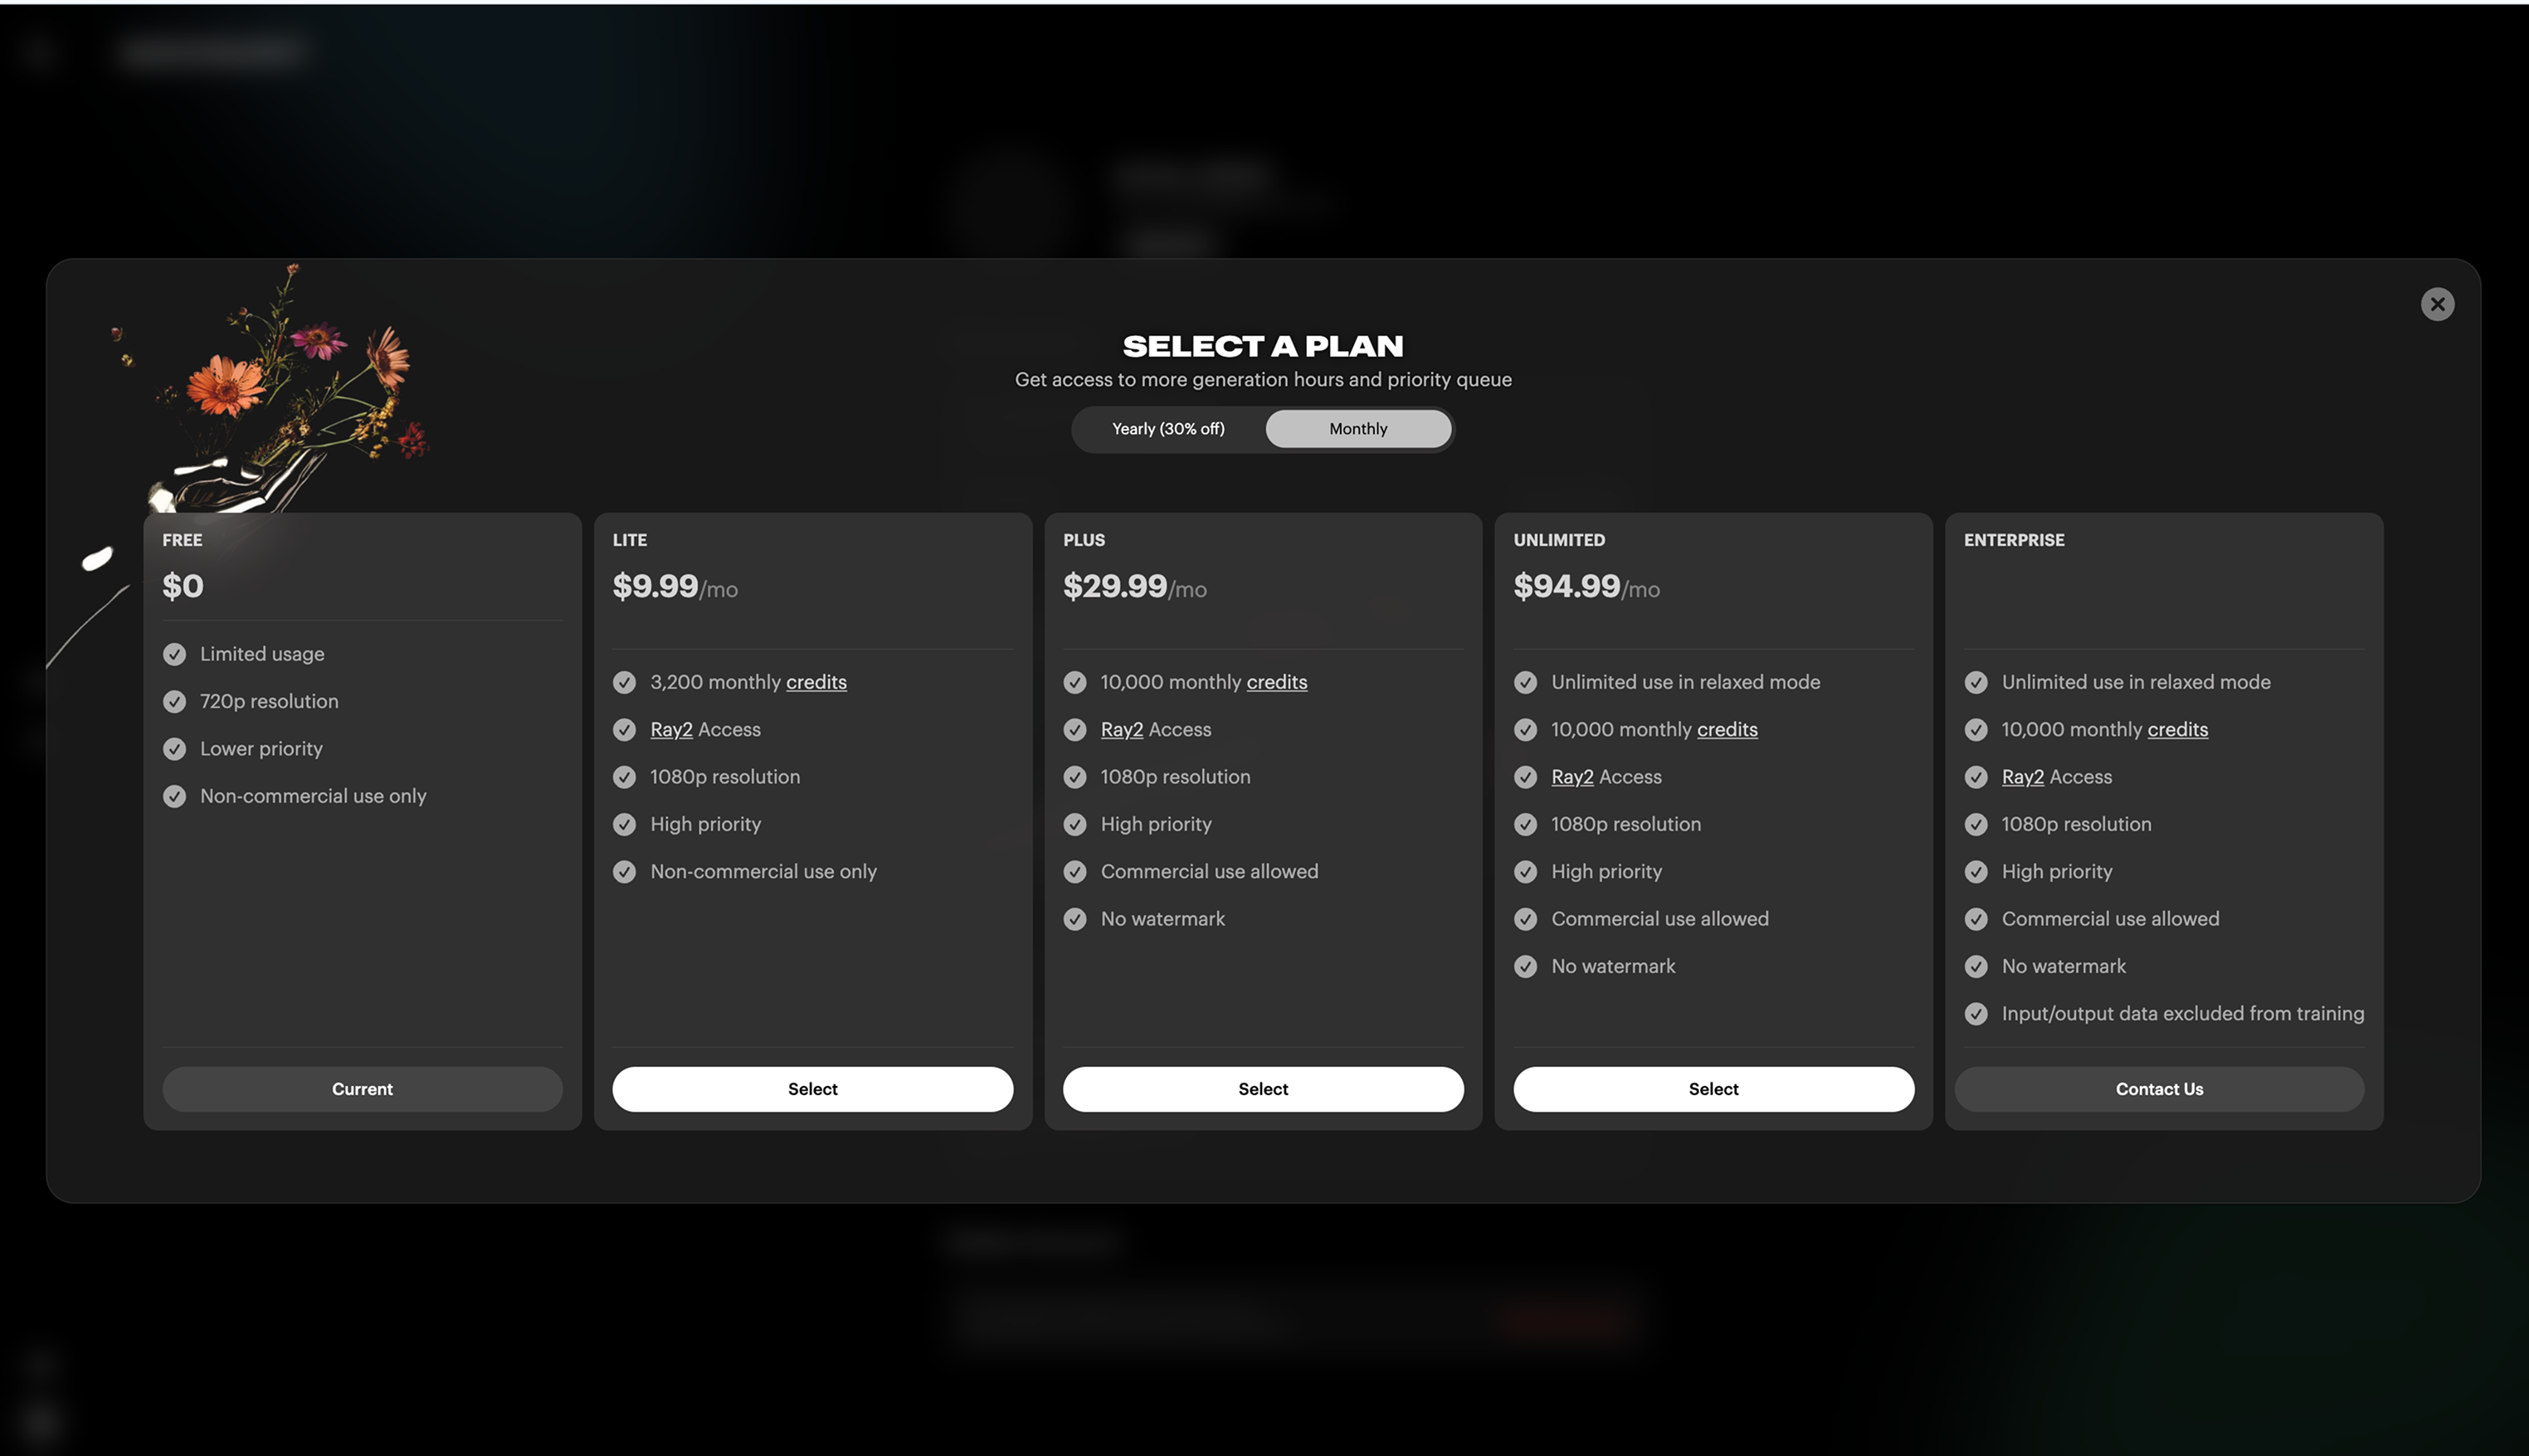 SELECT A PLAN
Get access to more generation hours and priority queue
Yearly (30% off)
Monthly
FREE
$0
Limited usage
720p resolution
Lower priority
Non-commercial use only
Current
LITE
$9.99/mo
3,200 monthly credits
Ray2 Access
1080p resolution
High priority
Non-commercial use only
Select
PLUS
$29.99/mo
10,000 monthly credits
Ray2 Access
1080p resolution
High priority
Commercial use allowed
No watermark
Select
UNLIMITED
$94.99/mo
Unlimited use in relaxed mode
10,000 monthly credits
Ray2 Access
1080p resolution
High priority
Commercial use allowed
No watermark
Select
ENTERPRISE
Unlimited use in relaxed mode
10,000 monthly credits
Ray2 Access
1080p resolution
High priority
Commercial use allowed
No watermark
Input/output data excluded from training
Contact Us